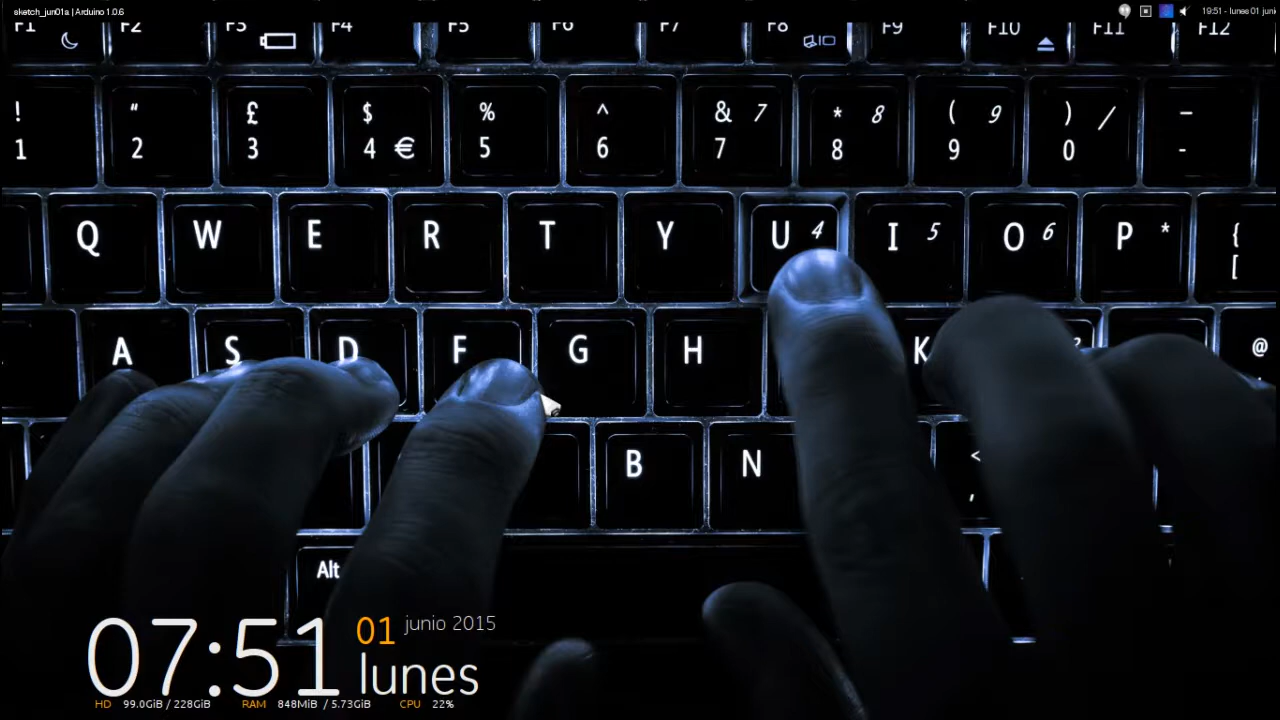 sketch_jun01a | Arduino 1.0.6
19:51 - lunes 01 juni
F1 F2 F3 F4 F5 F6 F7 F8 F9 F10 F11 F12
! " £ $ % ^ & 7 * 8 ( 9 ) / _
1 2 3 4 € 5 6 7 8 9 0 -
Q W E R T Y U 4 I 5 O 6 P * {
[
A S D F G H K @
B N <
,
Alt
07:51 01 junio 2015
lunes
HD 99.0GiB / 228GiB RAM 848MiB / 5.73GiB CPU 22%